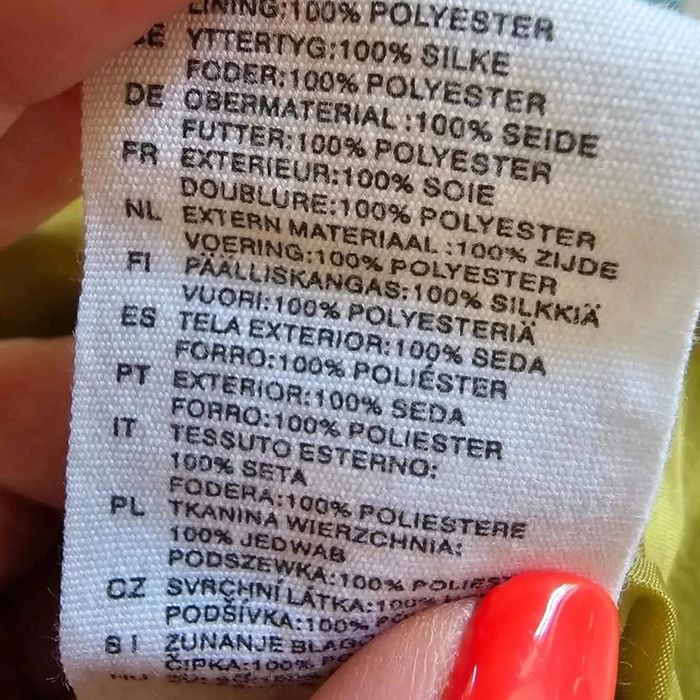 LINING:100% POLYESTER
SE YTTERTYG:100% SILKE
FODER:100% POLYESTER
DE OBERMATERIAL :100% SEIDE
FUTTER:100% POLYESTER
FR EXTERIEUR:100% SOIE
DOUBLURE:100% POLYESTER
NL EXTERN MATERIAAL :100% ZIJDE
VOERING:100% POLYESTER
FI PÄÄLLISKANGAS:100% SILKKIÄ
VUORI:100% POLYESTERIÄ
ES TELA EXTERIOR:100% SEDA
FORRO:100% POLIÉSTER
PT EXTERIOR:100% SEDA
FORRO:100% POLIESTER
IT TESSUTO ESTERNO:
100% SETA
FODERA:100% POLIESTERE
PL TKANINA WIERZCHNIA:
100% JEDWAB
PODSZEWKA:100% POLIEST
CZ SVRCHNÍ LÁTKA:100%
PODŠÍVKA:100%
SI ZUNANJE BLAGO
ČIPKA:100%